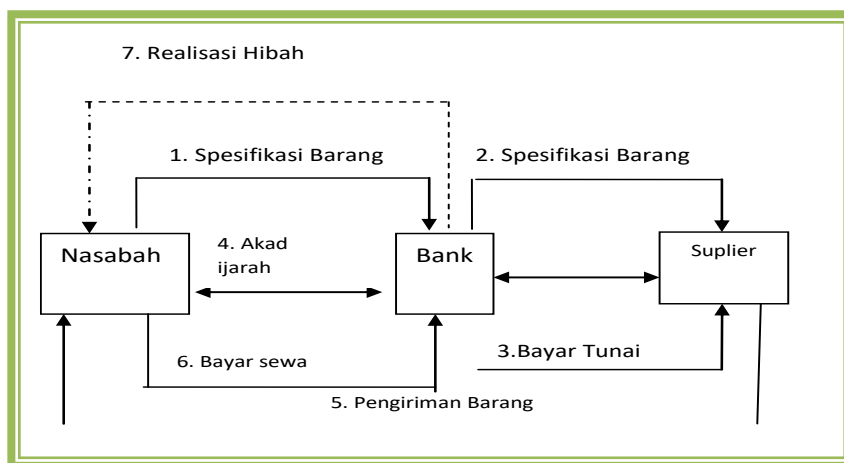 7. Realisasi Hibah
1. Spesifikasi Barang
2. Spesifikasi Barang
Nasabah
4. Akad
ijarah
Bank
Suplier
6. Bayar sewa
3.Bayar Tunai
5. Pengiriman Barang